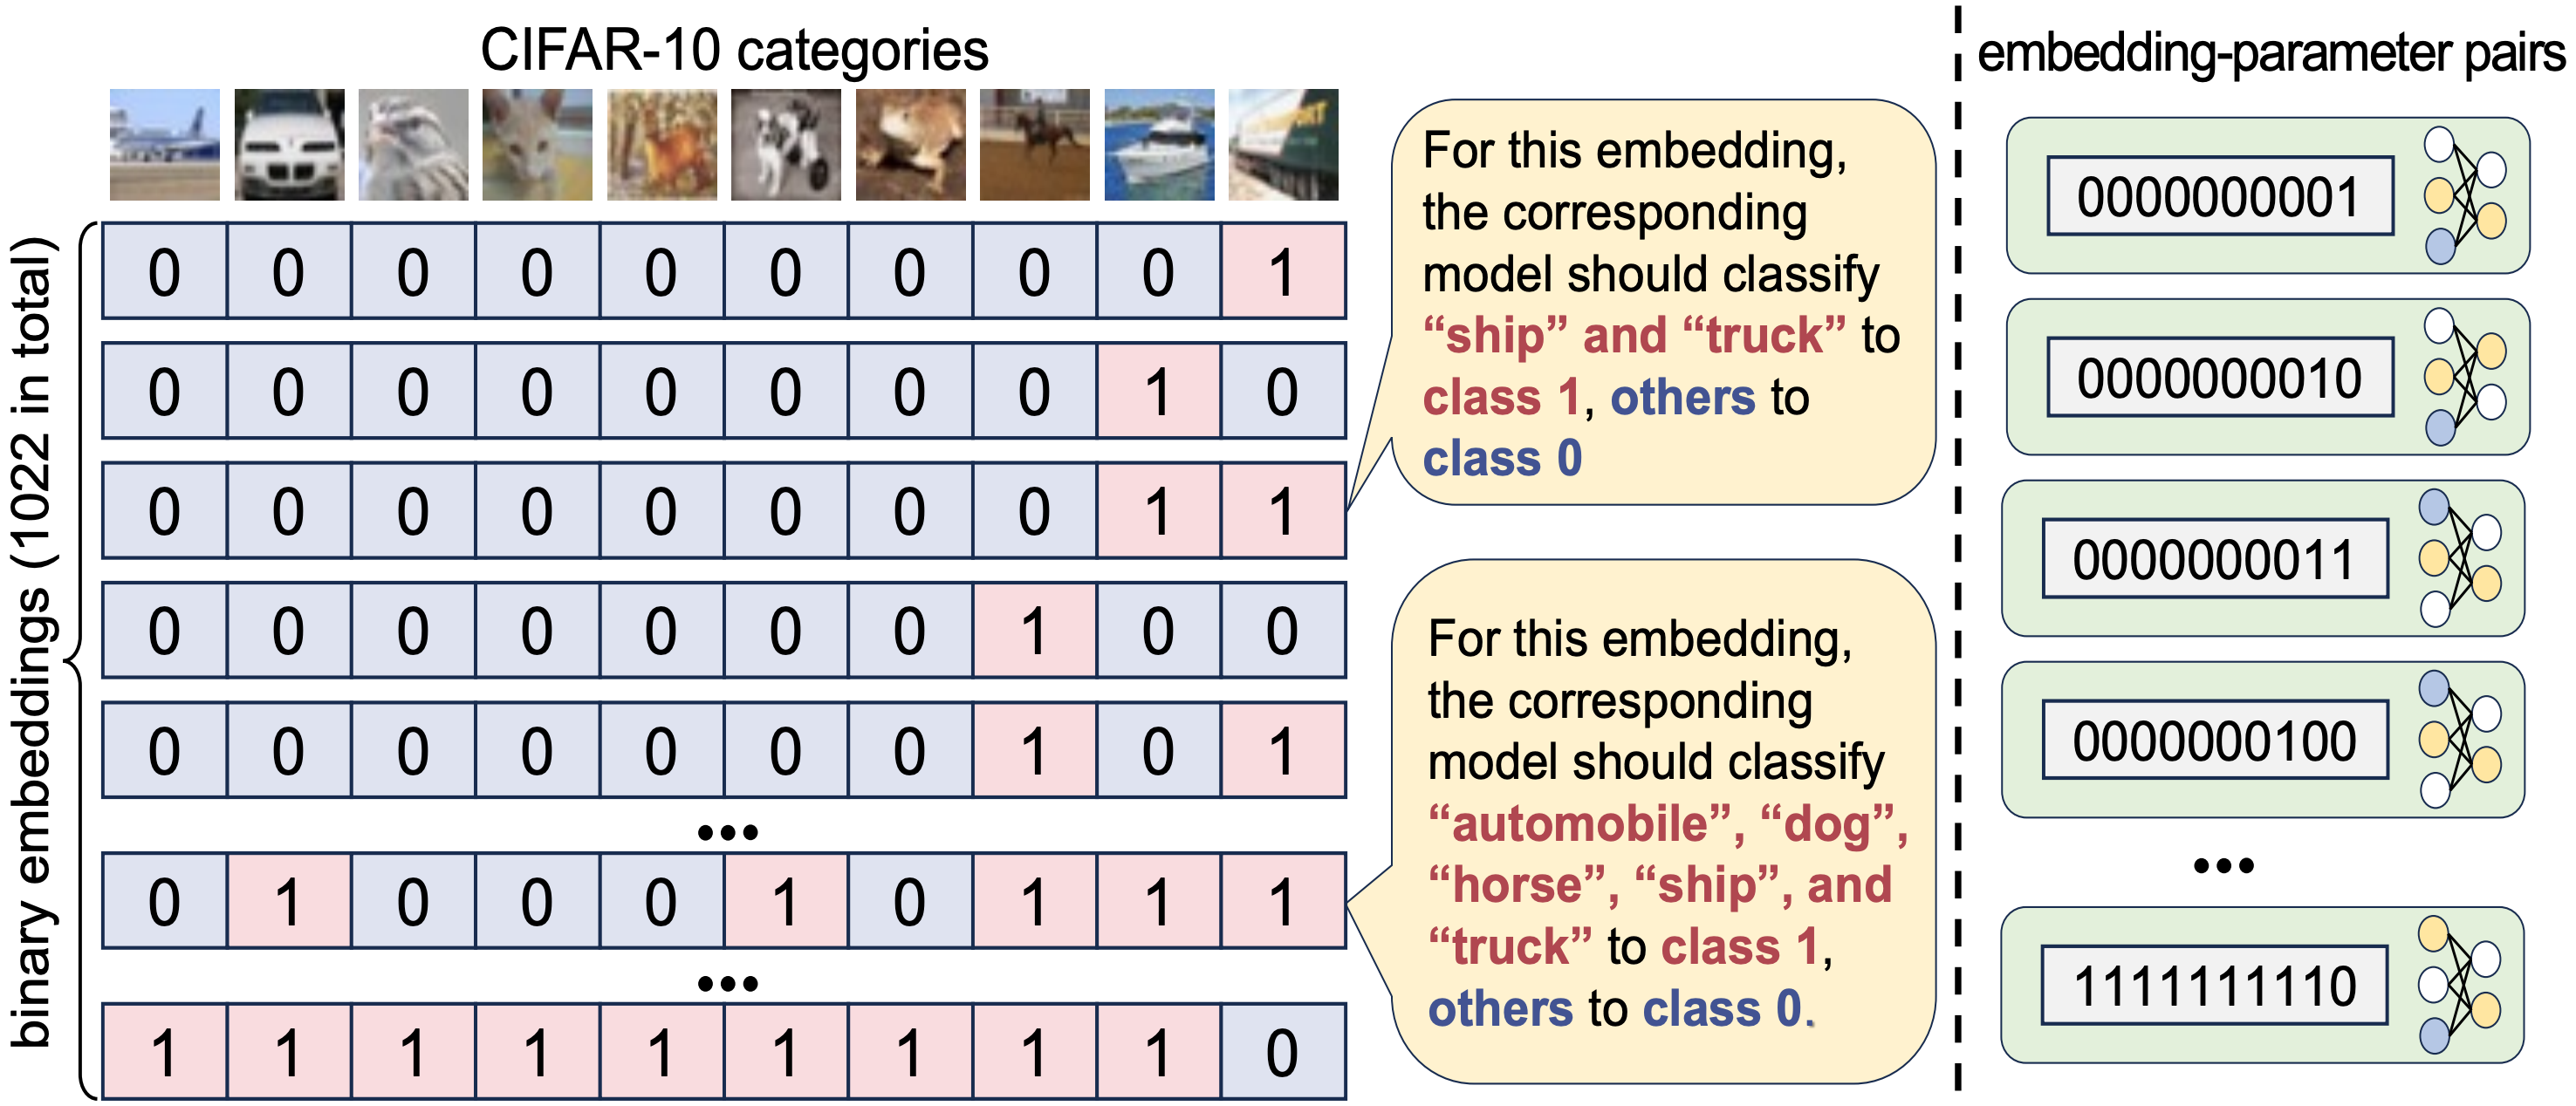 CIFAR-10 categories
binary embeddings (1022 in total)
0 0 0 0 0 0 0 0 0 1
0 0 0 0 0 0 0 0 1 0
0 0 0 0 0 0 0 0 1 1
0 0 0 0 0 0 0 1 0 0
0 0 0 0 0 0 0 1 0 1
...
0 1 0 0 0 1 0 1 1 1
...
1 1 1 1 1 1 1 1 1 0
For this embedding,
the corresponding
model should classify
“ship” and “truck” to
class 1, others to
class 0
For this embedding,
the corresponding
model should classify
“automobile”, “dog”,
“horse”, “ship”, and
“truck” to class 1,
others to class 0.
embedding-parameter pairs
0000000001
0000000010
0000000011
0000000100
...
1111111110